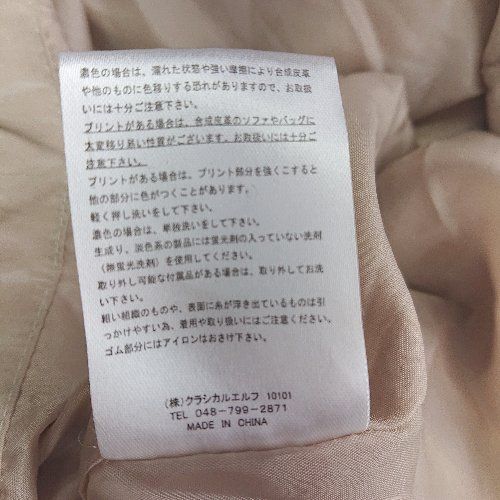 濃色の場合は、濡れた状態や強い摩擦により合成皮革
や他のものに色移りする恐れがありますので、お取扱
いには十分ご注意下さい。
プリントがある場合は、合成皮革のソファやバッグに
大変移り易い性質がございます。お取扱いには十分ご
注意下さい。
プリントがある場合は、プリント部分を強くこすると
他の部分に色がつくことがあります。
軽く押し洗いをして下さい。
濃色の場合は、単独洗いをして下さい。
生成り、淡色系の製品には蛍光剤の入っていない洗剤
(無蛍光洗剤)を使用してください。
取り外し可能な付属品がある場合は、取り外してお洗
い下さい。
粗い組織のものや、表面に糸が浮き出ているものは引
っかけやすい為、着用や取り扱いにはご注意ください。
ゴム部分にはアイロンはおさけ下さい。
(株)クラシカルエルフ 10101
TEL 048-799-2871
MADE IN CHINA